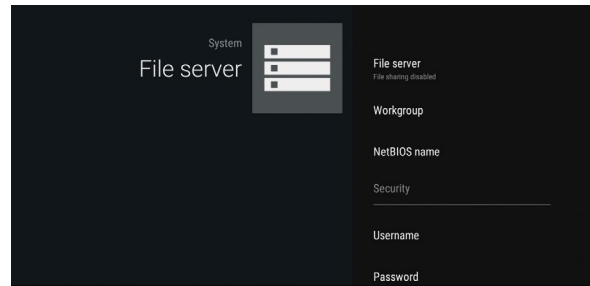 System
File server
File server
File sharing disabled
Workgroup
NetBIOS name
Security
Username
Password